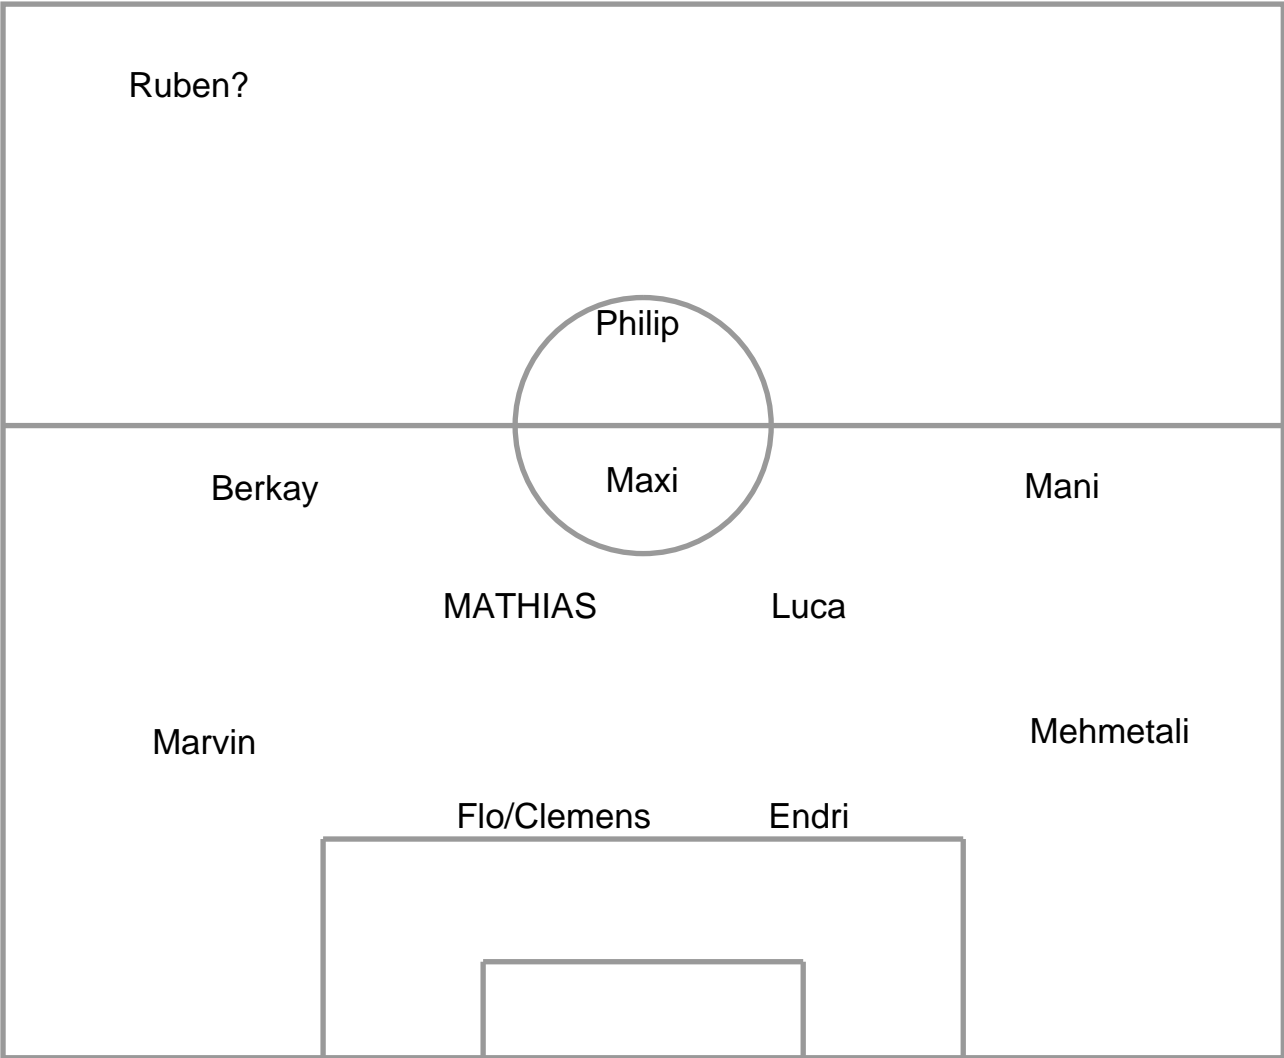 Ruben?
Philip
Berkay
Maxi
Mani
MATHIAS
Luca
Marvin
Mehmetali
Flo/Clemens
Endri